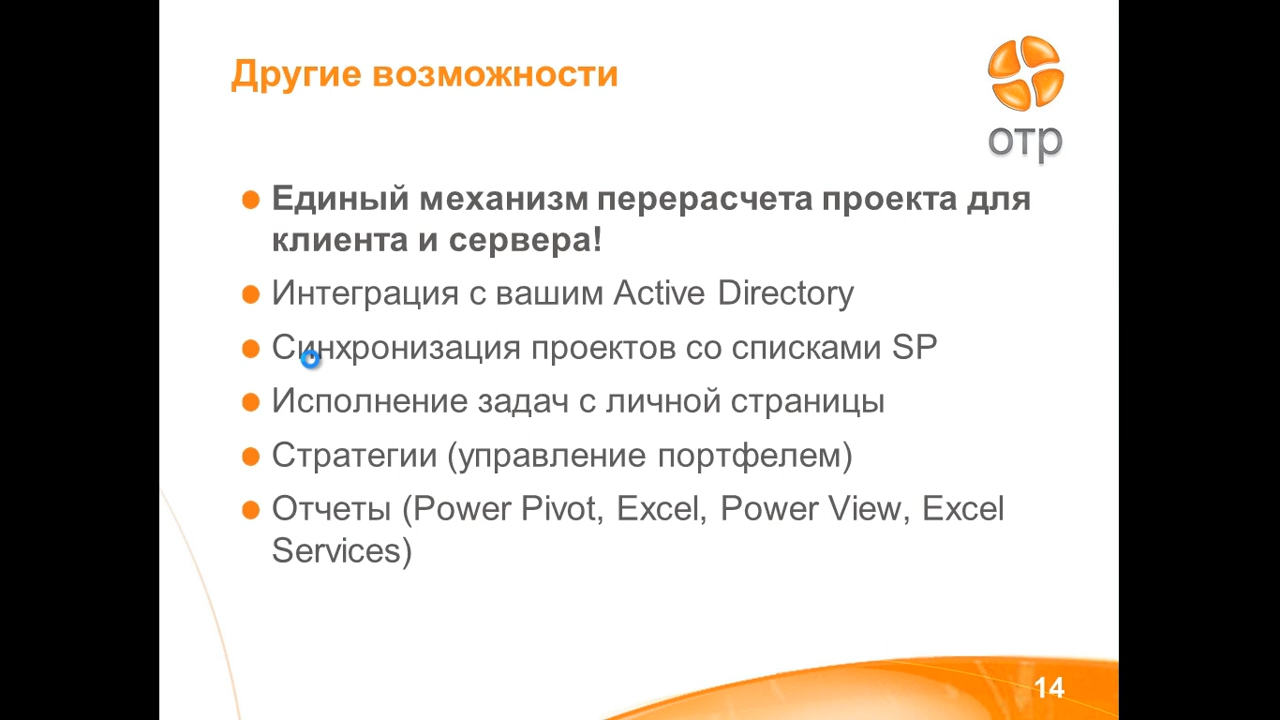 Другие возможности
отр
Единый механизм перерасчета проекта для
клиента и сервера!
Интеграция с вашим Active Directory
Синхронизация проектов со списками SP
Исполнение задач с личной страницы
Стратегии (управление портфелем)
Отчеты (Power Pivot, Excel, Power View, Excel
Services)
14